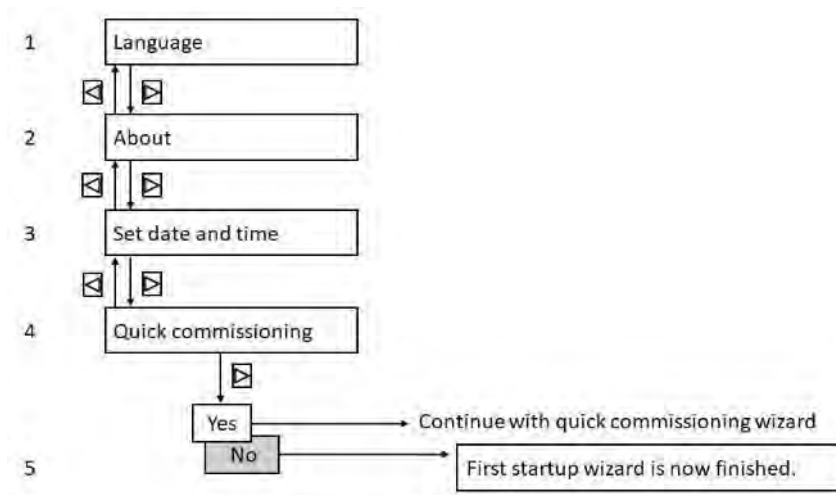 1
Language
2
About
3
Set date and time
4
Quick commissioning
Yes
Continue with quick commissioning wizard
No
5
First startup wizard is now finished.